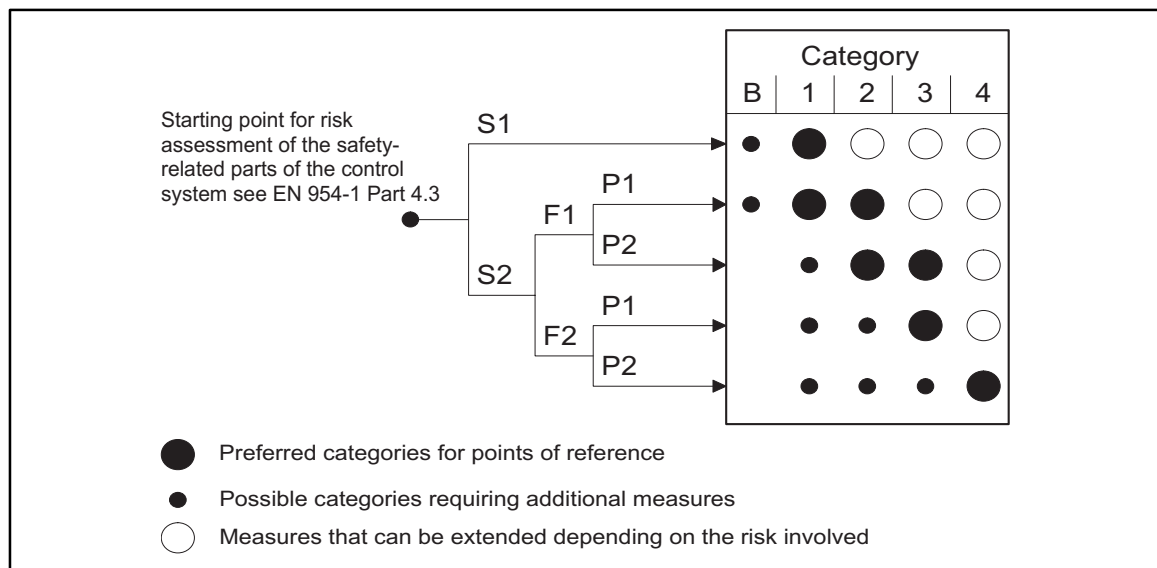 Category
B 1 2 3 4
Starting point for risk
assessment of the safety-
related parts of the control
system see EN 954-1 Part 4.3
S1
P1
F1
P2
S2
P1
F2
P2
Preferred categories for points of reference
Possible categories requiring additional measures
Measures that can be extended depending on the risk involved